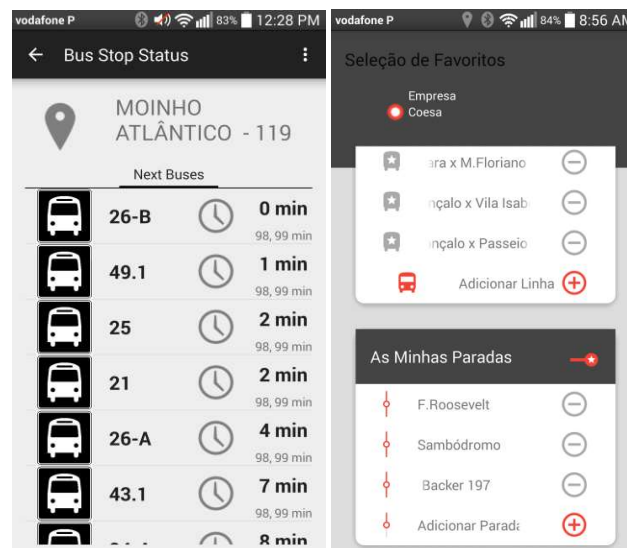 vodafone P 83% 12:28 PM
Bus Stop Status
MOINHO
ATLÂNTICO - 119
Next Buses
26-B 0 min
98, 99 min
49.1 1 min
98, 99 min
25 2 min
98, 99 min
21 2 min
98, 99 min
26-A 4 min
98, 99 min
43.1 7 min
98, 99 min
8 min
vodafone P 84% 8:56 AM
Seleção de Favoritos
Empresa
Coesa
ara x M.Floriano
nçalo x Vila Isab
onçalo x Passeio
Adicionar Linha
As Minhas Paradas
F.Roosevelt
Sambódromo
Backer 197
Adicionar Parada